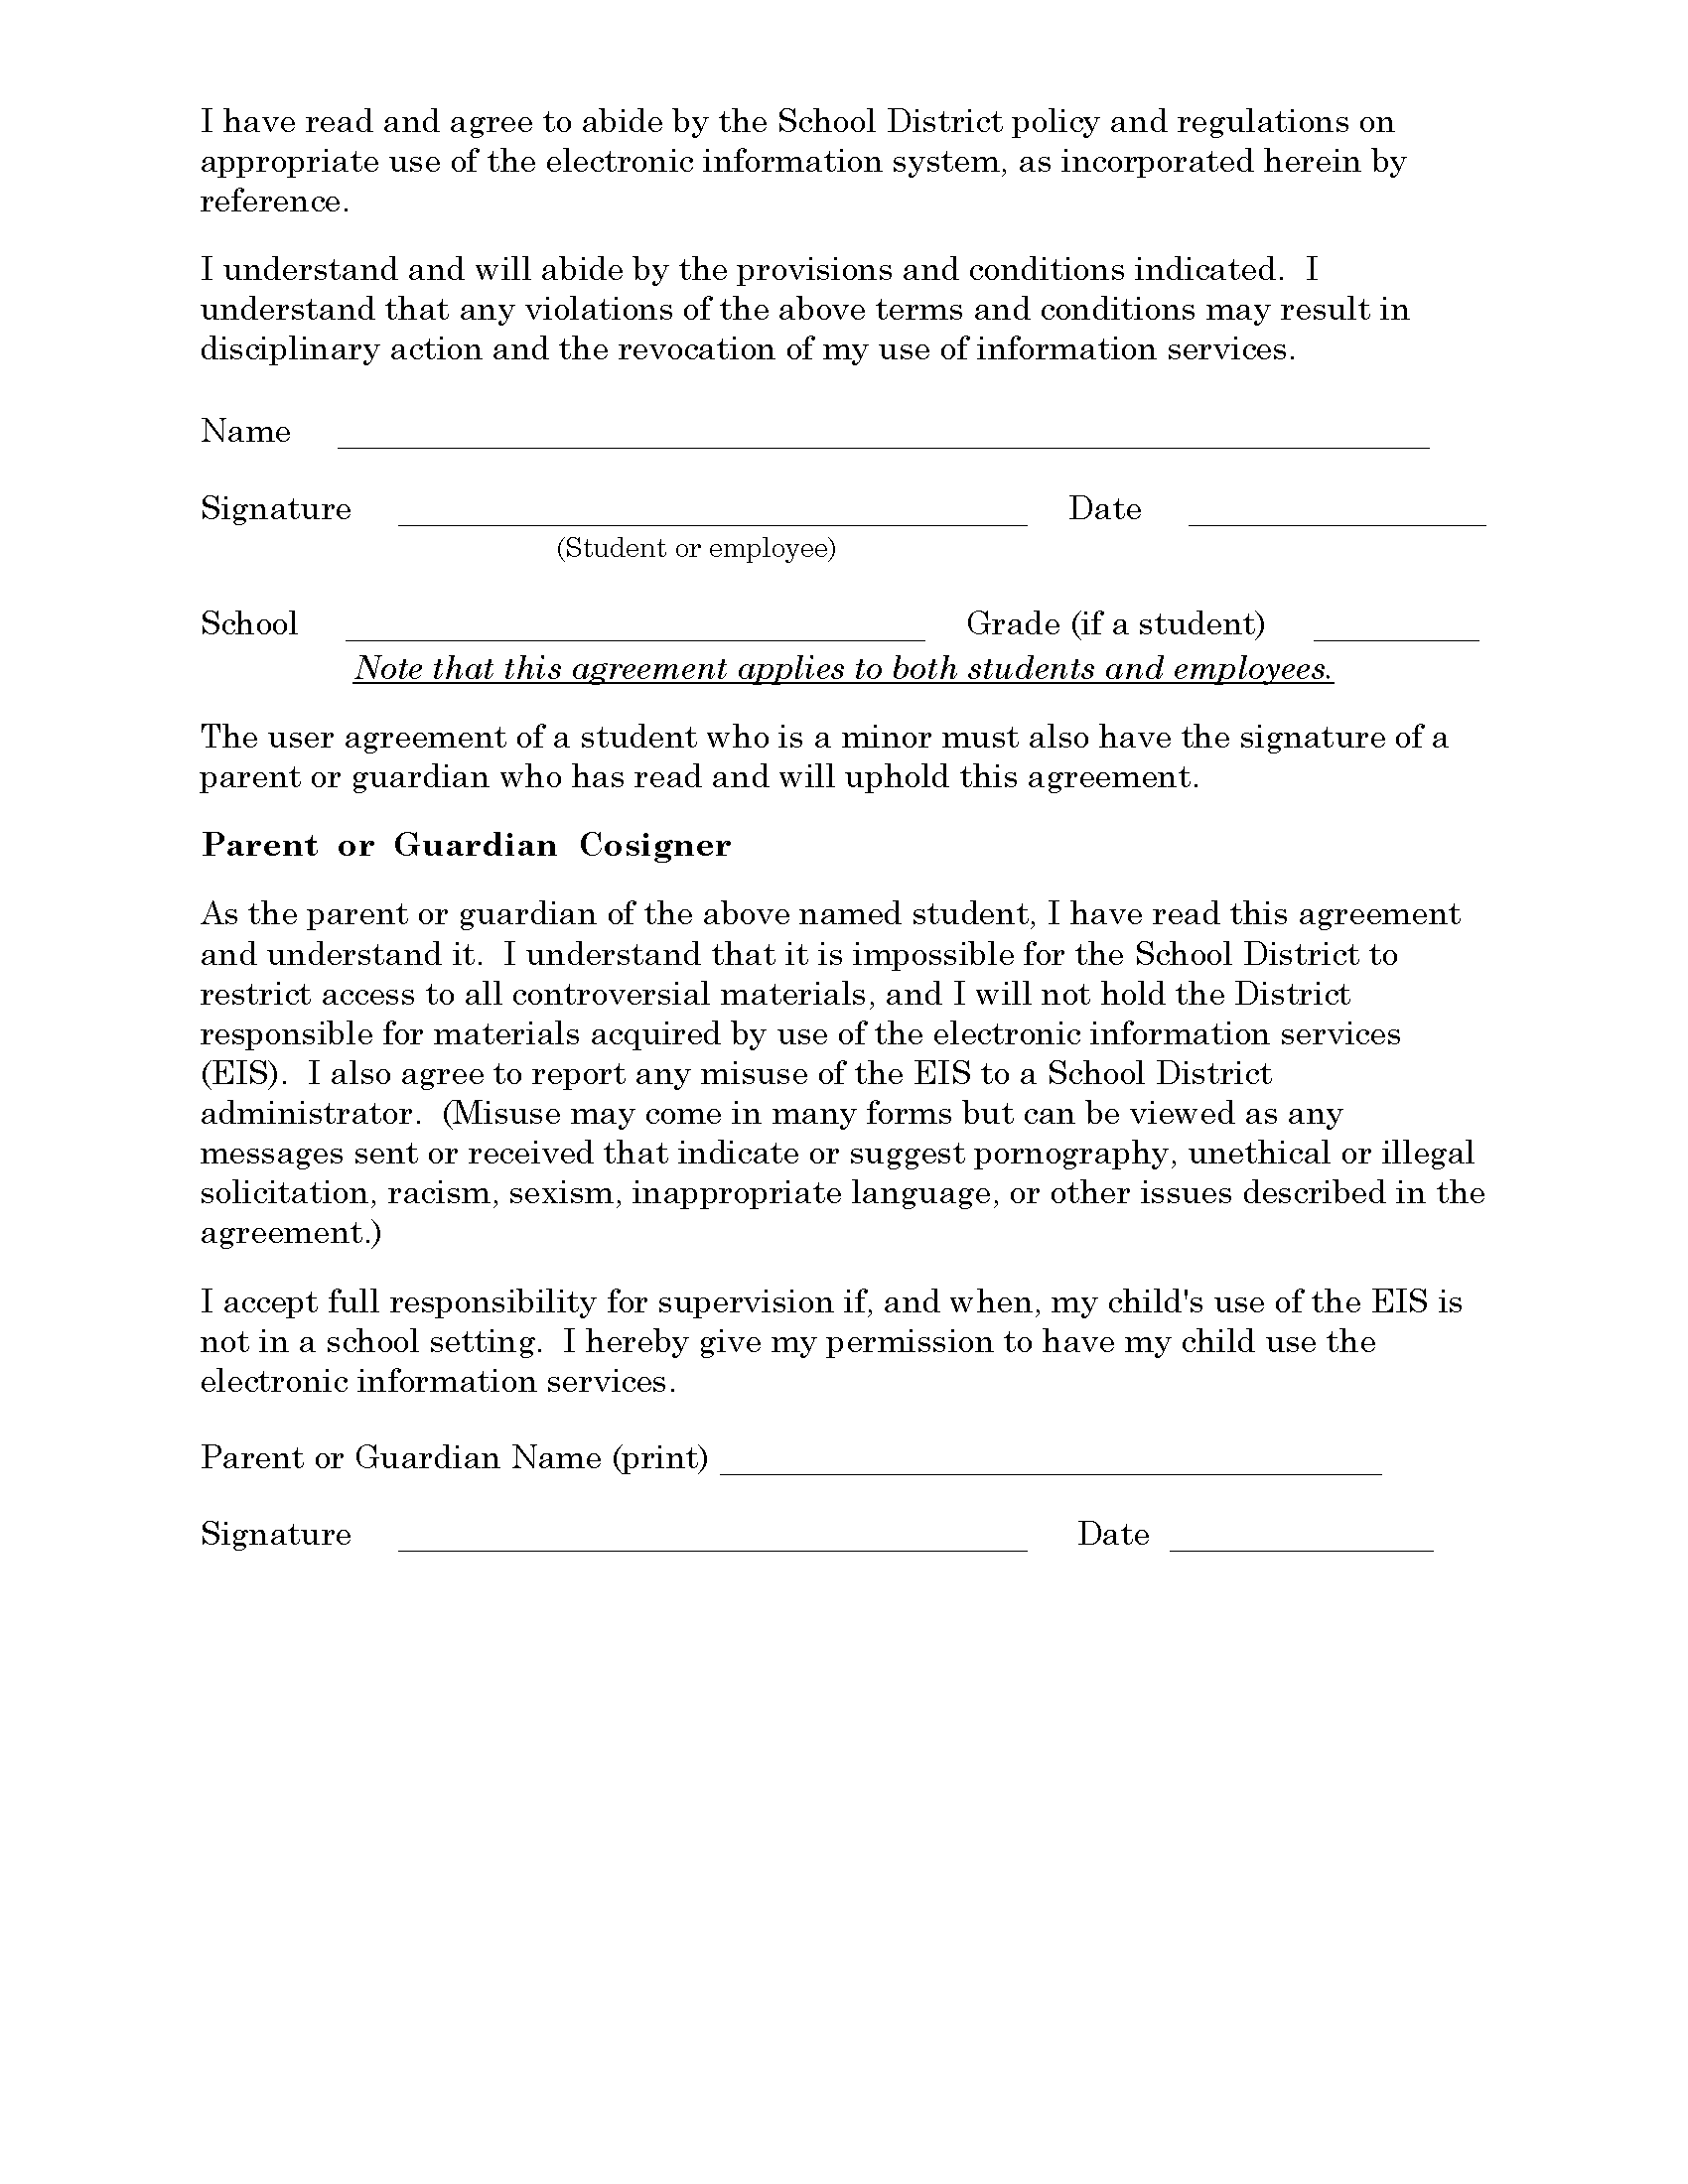 I have read and agree to abide by the School District policy and regulations on
appropriate use of the electronic information system, as incorporated herein by
reference.
I understand and will abide by the provisions and conditions indicated.  I
understand that any violations of the above terms and conditions may result in
disciplinary action and the revocation of my use of information services.
Name
Signature Date
(Student or employee)
School Grade (if a student)
Note that this agreement applies to both students and employees.
The user agreement of a student who is a minor must also have the signature of a
parent or guardian who has read and will uphold this agreement.
Parent or Guardian Cosigner
As the parent or guardian of the above named student, I have read this agreement
and understand it.  I understand that it is impossible for the School District to
restrict access to all controversial materials, and I will not hold the District
responsible for materials acquired by use of the electronic information services
(EIS).  I also agree to report any misuse of the EIS to a School District
administrator.  (Misuse may come in many forms but can be viewed as any
messages sent or received that indicate or suggest pornography, unethical or illegal
solicitation, racism, sexism, inappropriate language, or other issues described in the
agreement.)
I accept full responsibility for supervision if, and when, my child's use of the EIS is
not in a school setting.  I hereby give my permission to have my child use the
electronic information services.
Parent or Guardian Name (print)
Signature Date